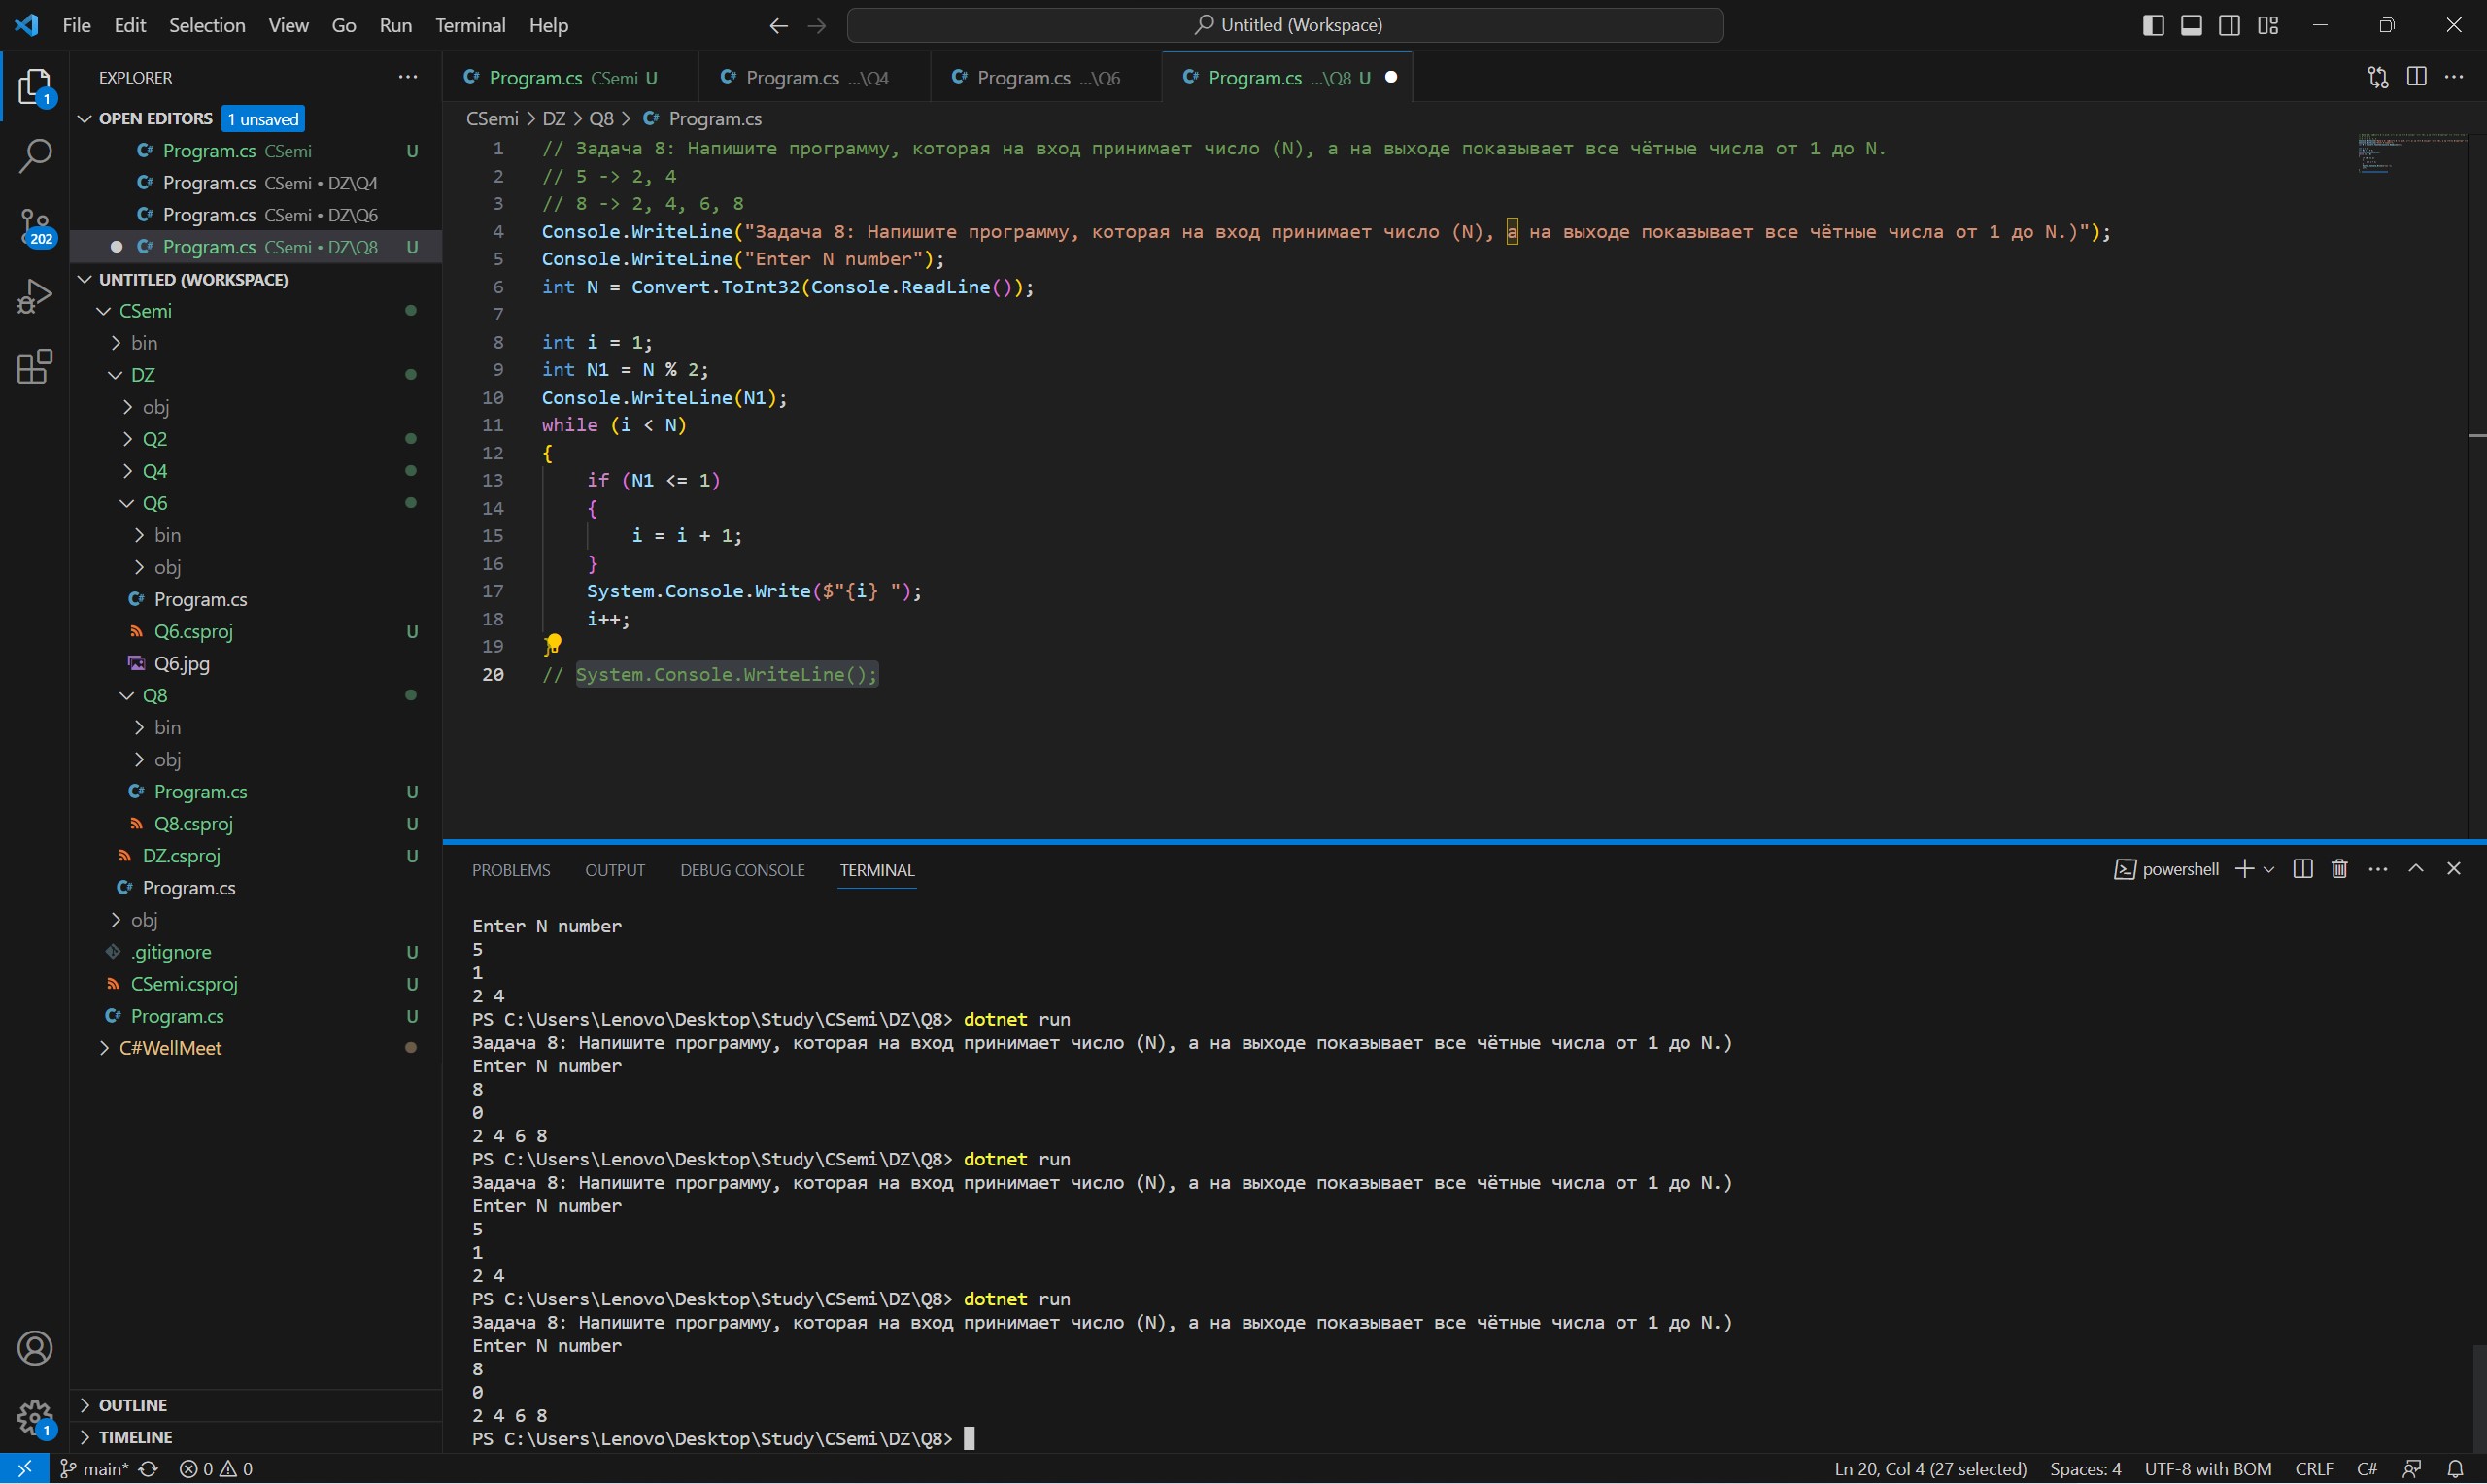 File Edit Selection View Go Run Terminal Help
Untitled (Workspace)
EXPLORER
OPEN EDITORS 1 unsaved
Program.cs CSemi U
Program.cs CSemi • DZ\Q4
Program.cs CSemi • DZ\Q6
Program.cs CSemi • DZ\Q8 U
UNTITLED (WORKSPACE)
CSemi
bin
DZ
obj
Q2
Q4
Q6
bin
obj
Program.cs
Q6.csproj U
Q6.jpg
Q8
bin
obj
Program.cs U
Q8.csproj U
DZ.csproj U
Program.cs
obj
.gitignore U
CSemi.csproj U
Program.cs U
C#WellMeet
OUTLINE
TIMELINE
1
202
1
Program.cs CSemi U
Program.cs ...\Q4
Program.cs ...\Q6
Program.cs ...\Q8 U
CSemi > DZ > Q8 > Program.cs
1 // Задача 8: Напишите программу, которая на вход принимает число (N), а на выходе показывает все чётные числа от 1 до N.
2 // 5 -> 2, 4
3 // 8 -> 2, 4, 6, 8
4 Console.WriteLine("Задача 8: Напишите программу, которая на вход принимает число (N), а на выходе показывает все чётные числа от 1 до N.)");
5 Console.WriteLine("Enter N number");
6 int N = Convert.ToInt32(Console.ReadLine());
7
8 int i = 1;
9 int N1 = N % 2;
10 Console.WriteLine(N1);
11 while (i < N)
12 {
13 if (N1 <= 1)
14 {
15 i = i + 1;
16 }
17 System.Console.Write($"{i} ");
18 i++;
19 }
20 // System.Console.WriteLine();
PROBLEMS OUTPUT DEBUG CONSOLE TERMINAL
powershell
Enter N number
5
1
2 4
PS C:\Users\Lenovo\Desktop\Study\CSemi\DZ\Q8> dotnet run
Задача 8: Напишите программу, которая на вход принимает число (N), а на выходе показывает все чётные числа от 1 до N.)
Enter N number
8
0
2 4 6 8
PS C:\Users\Lenovo\Desktop\Study\CSemi\DZ\Q8> dotnet run
Задача 8: Напишите программу, которая на вход принимает число (N), а на выходе показывает все чётные числа от 1 до N.)
Enter N number
5
1
2 4
PS C:\Users\Lenovo\Desktop\Study\CSemi\DZ\Q8> dotnet run
Задача 8: Напишите программу, которая на вход принимает число (N), а на выходе показывает все чётные числа от 1 до N.)
Enter N number
8
0
2 4 6 8
PS C:\Users\Lenovo\Desktop\Study\CSemi\DZ\Q8>
main* 0 0
Ln 20, Col 4 (27 selected) Spaces: 4 UTF-8 with BOM CRLF C#